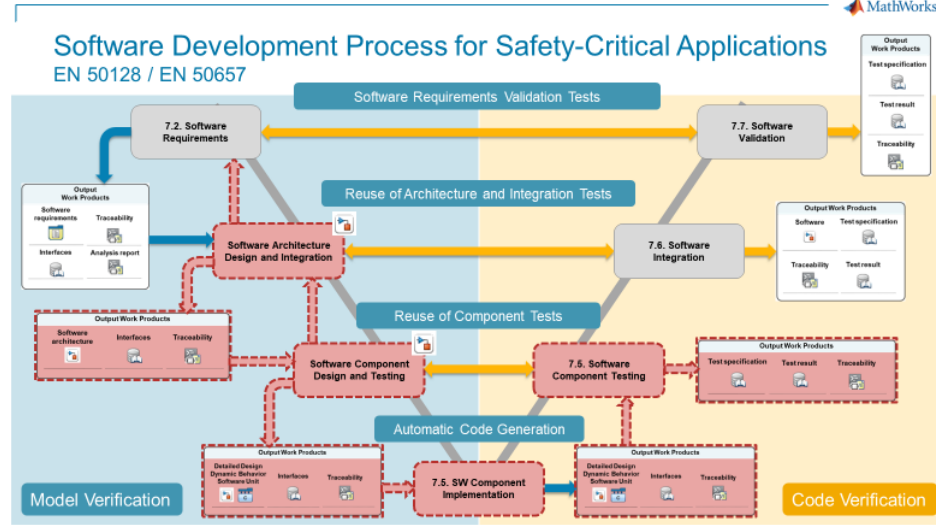 MathWorks
Software Development Process for Safety-Critical Applications
EN 50128 / EN 50657
Output
Work Products
Test specification
Test result
Traceability
Software Requirements Validation Tests
7.2. Software
Requirements
7.7. Software
Validation
Output
Work Products
Software
requirements
Traceability
Interfaces
Analysis report
Reuse of Architecture and Integration Tests
Software Architecture
Design and Integration
7.6. Software
Integration
Output Work Products
Software
Test specification
Traceability
Test result
Reuse of Component Tests
Output Work Products
Software
architecture
Interfaces
Traceability
Software Component
Design and Testing
7.5. Software
Component Testing
Output Work Products
Test specification
Test result
Traceability
Automatic Code Generation
Output Work Products
Detailed Design
Dynamic Behavior
Software Unit
Interfaces
Traceability
7.5. SW Component
Implementation
Output Work Products
Detailed Design
Dynamic Behavior
Software Unit
Interfaces
Traceability
Model Verification
Code Verification